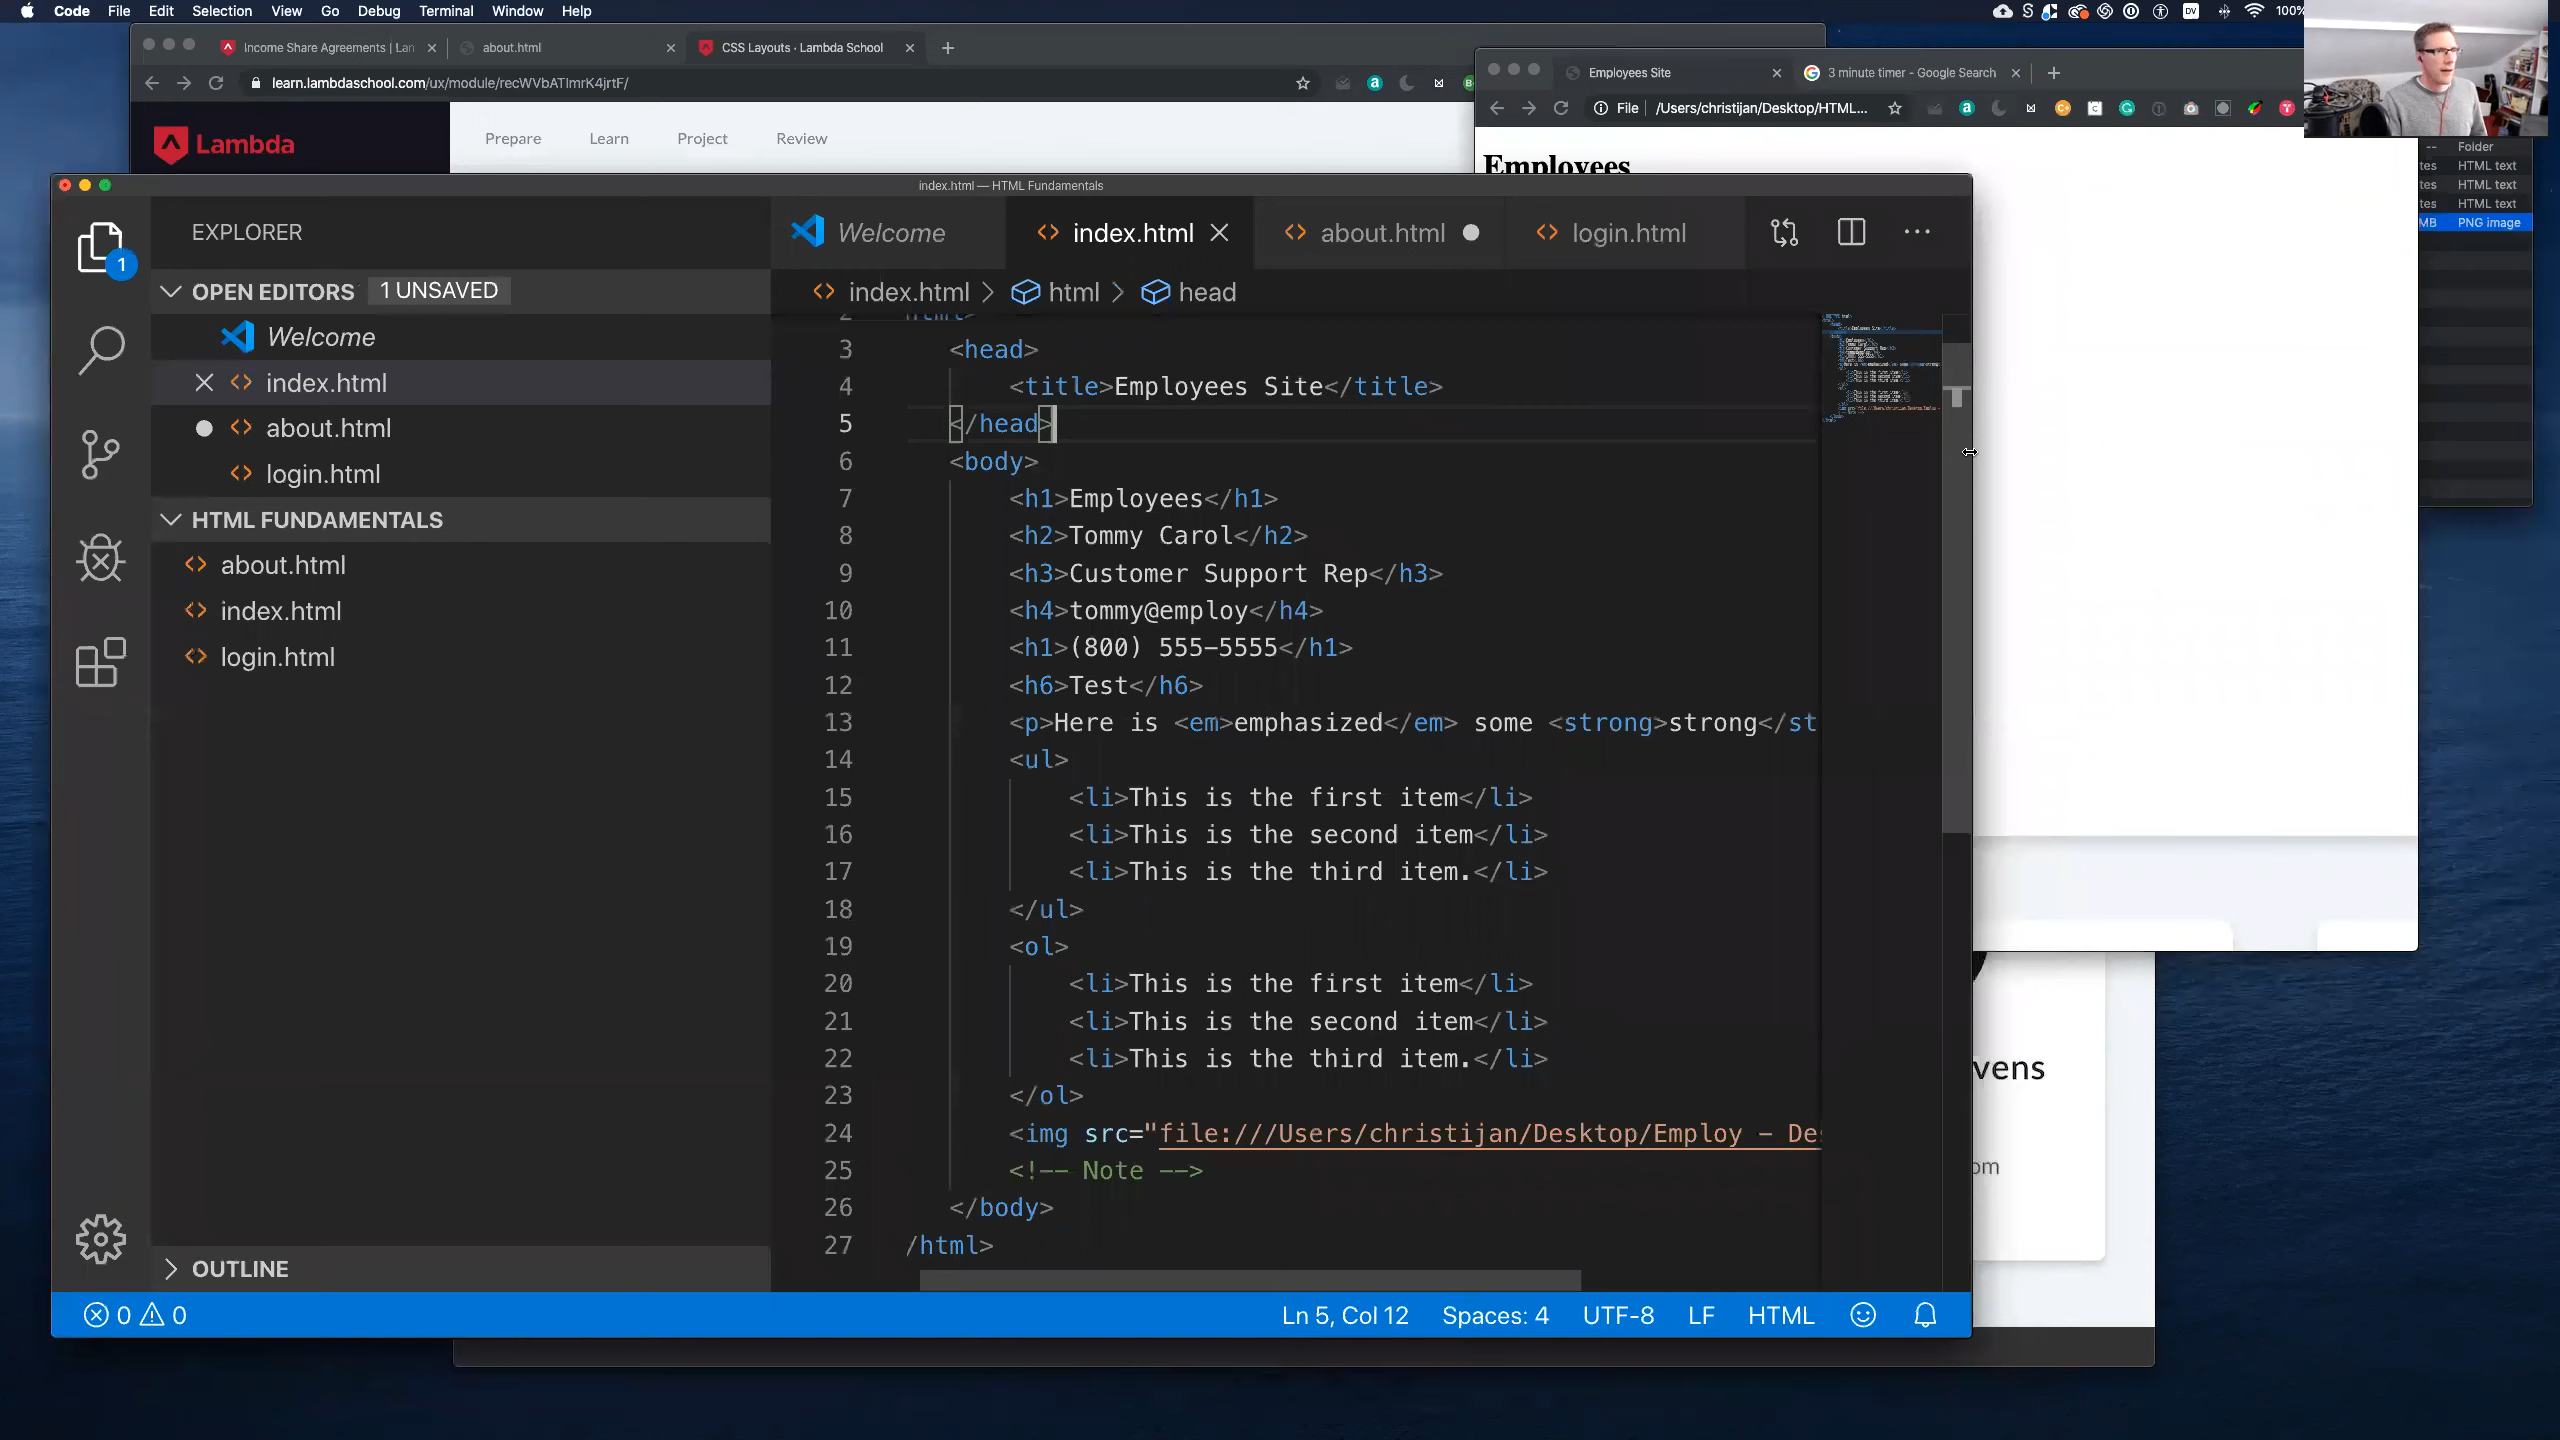 Code File Edit Selection View Go Debug Terminal Window Help
DV 100%
Income Share Agreements | Lan
about.html
CSS Layouts · Lambda School
learn.lambdaschool.com/ux/module/recWVbATlmrK4jrtF/
Lambda
Prepare
Learn
Project
Review
Employees Site
3 minute timer - Google Search
File | /Users/christijan/Desktop/HTML...
Employees
-- Folder
tes HTML text
tes HTML text
tes HTML text
MB PNG image
index.html — HTML Fundamentals
EXPLORER
OPEN EDITORS 1 UNSAVED
Welcome
index.html
about.html
login.html
HTML FUNDAMENTALS
about.html
index.html
login.html
OUTLINE
1
Welcome
index.html
about.html
login.html
index.html > html > head
2 html>
3 <head>
4 <title>Employees Site</title>
5 </head>
6 <body>
7 <h1>Employees</h1>
8 <h2>Tommy Carol</h2>
9 <h3>Customer Support Rep</h3>
10 <h4>tommy@employ</h4>
11 <h1>(800) 555-5555</h1>
12 <h6>Test</h6>
13 <p>Here is <em>emphasized</em> some <strong>strong</st
14 <ul>
15 <li>This is the first item</li>
16 <li>This is the second item</li>
17 <li>This is the third item.</li>
18 </ul>
19 <ol>
20 <li>This is the first item</li>
21 <li>This is the second item</li>
22 <li>This is the third item.</li>
23 </ol>
24 <img src="file:///Users/christijan/Desktop/Employ - Des
25 <!-- Note -->
26 </body>
27 /html>
vens
om
0 0
Ln 5, Col 12
Spaces: 4
UTF-8
LF
HTML